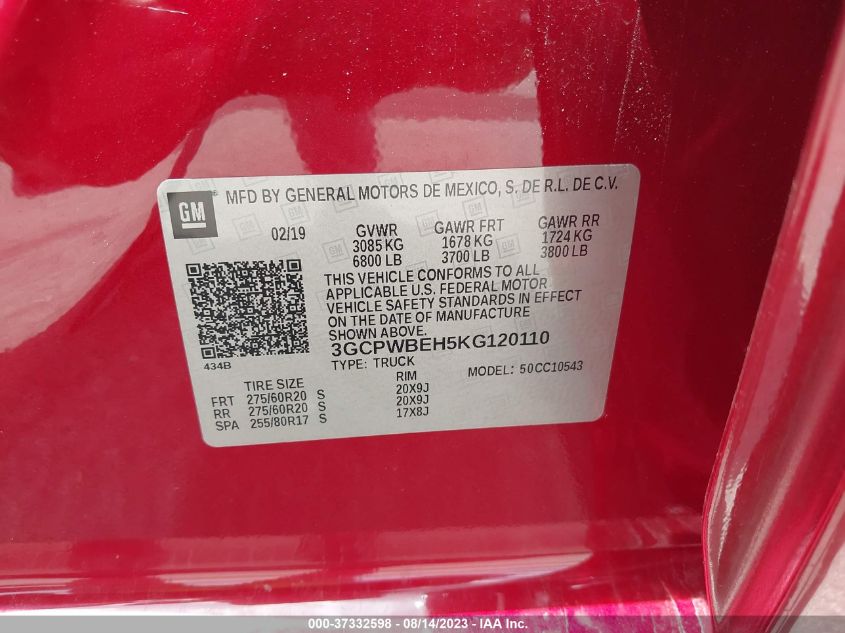 GM
®
MFD BY GENERAL MOTORS DE MEXICO, S. DE R.L. DE C.V.
02/19 GVWR GAWR FRT GAWR RR
3085 KG 1678 KG 1724 KG
6800 LB 3700 LB 3800 LB
THIS VEHICLE CONFORMS TO ALL
APPLICABLE U.S. FEDERAL MOTOR
VEHICLE SAFETY STANDARDS IN EFFECT
ON THE DATE OF MANUFACTURE
SHOWN ABOVE.
434B
3GCPWBEH5KG120110
TYPE: TRUCK MODEL: 50CC10543
TIRE SIZE RIM
FRT 275/60R20 S 20X9J
RR 275/60R20 S 20X9J
SPA 255/80R17 S 17X8J
000-37332598 - 08/14/2023 - IAA Inc.